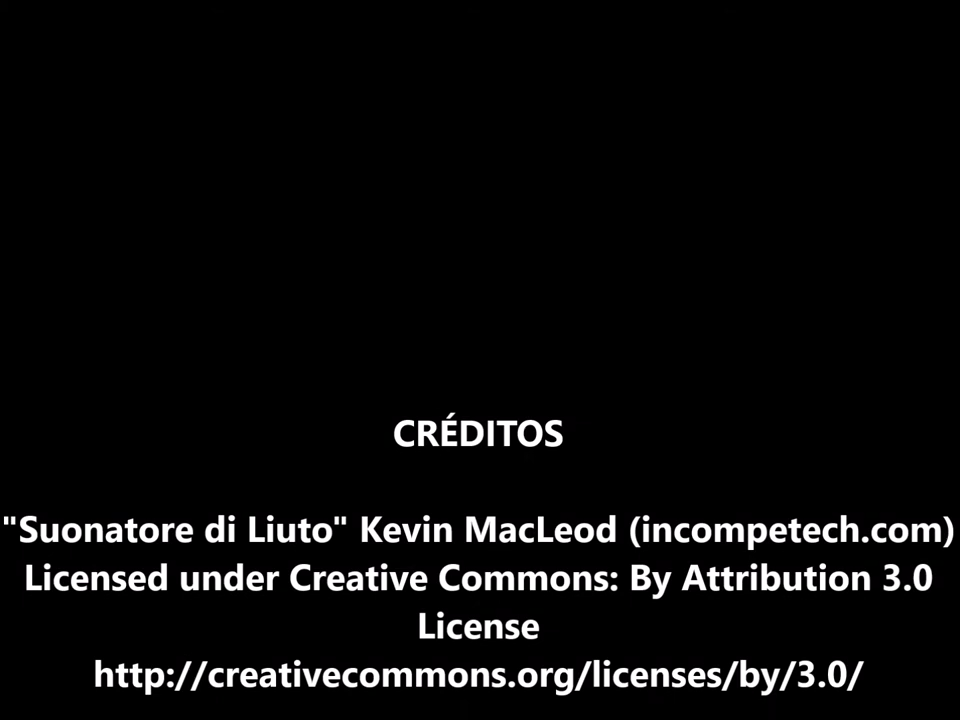 CRÉDITOS
"Suonatore di Liuto" Kevin MacLeod (incompetech.com)
Licensed under Creative Commons: By Attribution 3.0
License
http://creativecommons.org/licenses/by/3.0/